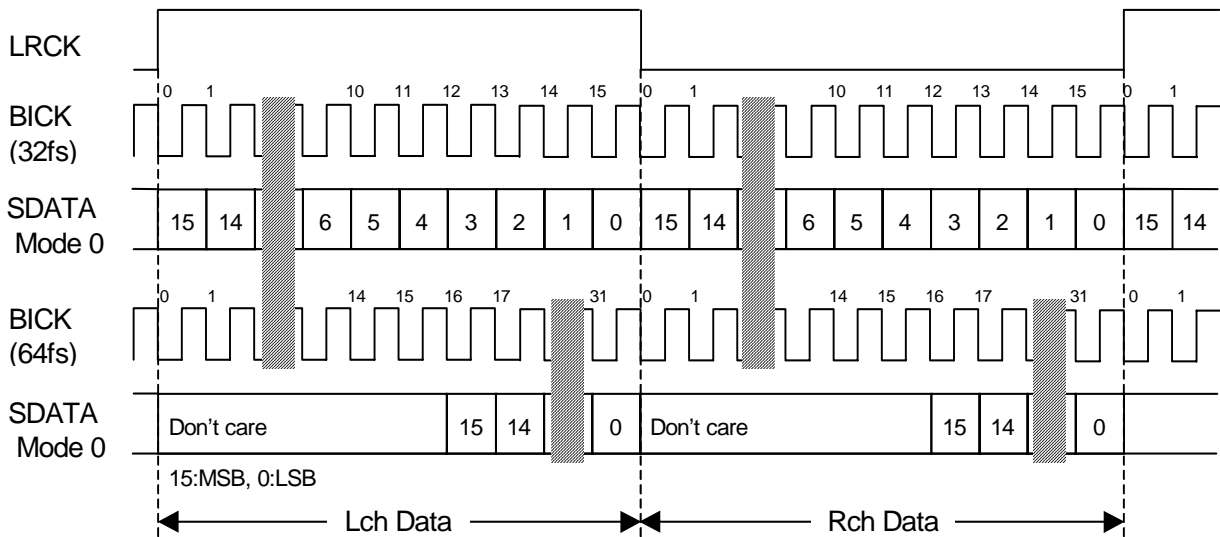 LRCK
0 1 10 11 12 13 14 15 0 1 10 11 12 13 14 15 0 1
BICK
(32fs)
SDATA
Mode 0
15 14 6 5 4 3 2 1 0 15 14 6 5 4 3 2 1 0 15 14
0 1 14 15 16 17 31 0 1 14 15 16 17 31 0 1
BICK
(64fs)
SDATA
Mode 0
Don't care 15 14 0 Don't care 15 14 0
15:MSB, 0:LSB
Lch Data Rch Data